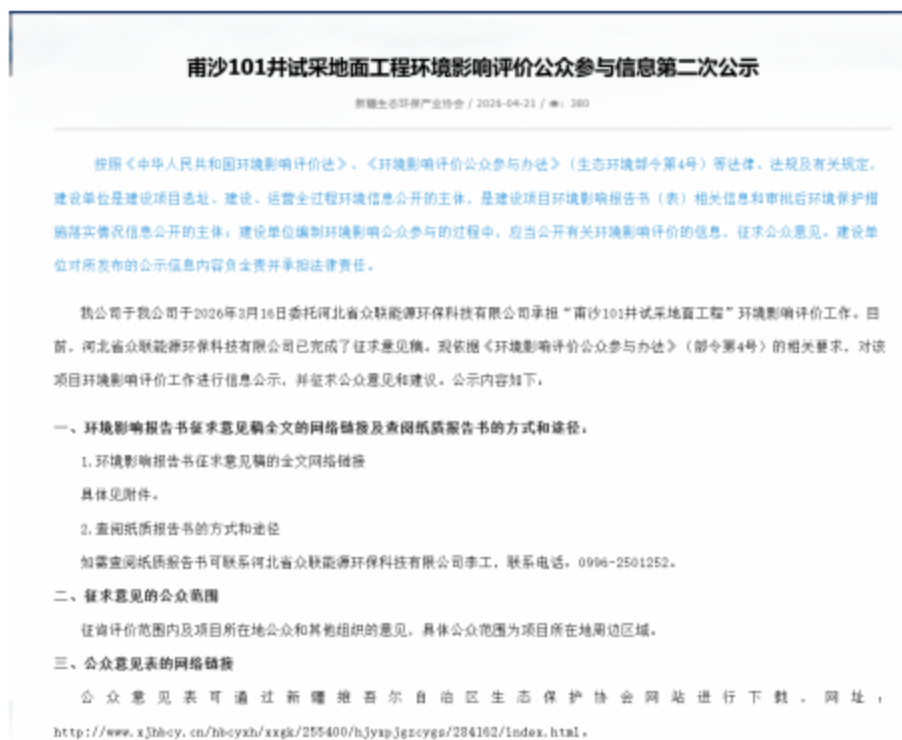 甫沙101井试采地面工程环境影响评价公众参与信息第二次公示
新疆生态环保产业协会 / 2026-04-21 / 380
按照《中华人民共和国环境影响评价法》、《环境影响评价公众参与办法》（生态环境部令第4号）等法律、法规及有关规定，
建设单位是建设项目选址、建设、运营全过程环境信息公开的主体，是建设项目环境影响报告书（表）相关信息和审批后环境保护措
施落实情况信息公开的主体；建设单位编制环境影响公众参与的过程中，应当公开有关环境影响评价的信息，征求公众意见。建设单
位对所发布的公示信息内容负全责并承担法律责任。
我公司于我公司于2026年3月16日委托河北省众联能源环保科技有限公司承担“甫沙101井试采地面工程”环境影响评价工作。目
前，河北省众联能源环保科技有限公司已完成了征求意见稿。现依据《环境影响评价公众参与办法》（部令第4号）的相关要求，对该
项目环境影响评价工作进行信息公示，并征求公众意见和建议。公示内容如下：
一、环境影响报告书征求意见稿全文的网络链接及查阅纸质报告书的方式和途径：
1.环境影响报告书征求意见稿的全文网络链接
具体见附件。
2.查阅纸质报告书的方式和途径
如需查阅纸质报告书可联系河北省众联能源环保科技有限公司李工，联系电话：0996-2501252。
二、征求意见的公众范围
征询评价范围内及项目所在地公众和其他组织的意见，具体公众范围为项目所在地周边区域。
三、公众意见表的网络链接
公众意见表可通过新疆维吾尔自治区生态保护协会网站进行下载，网址：
http://www.xjhbcy.cn/hbcyxh/xxgk/255400/hjyxpjgzcygs/284162/index.html。